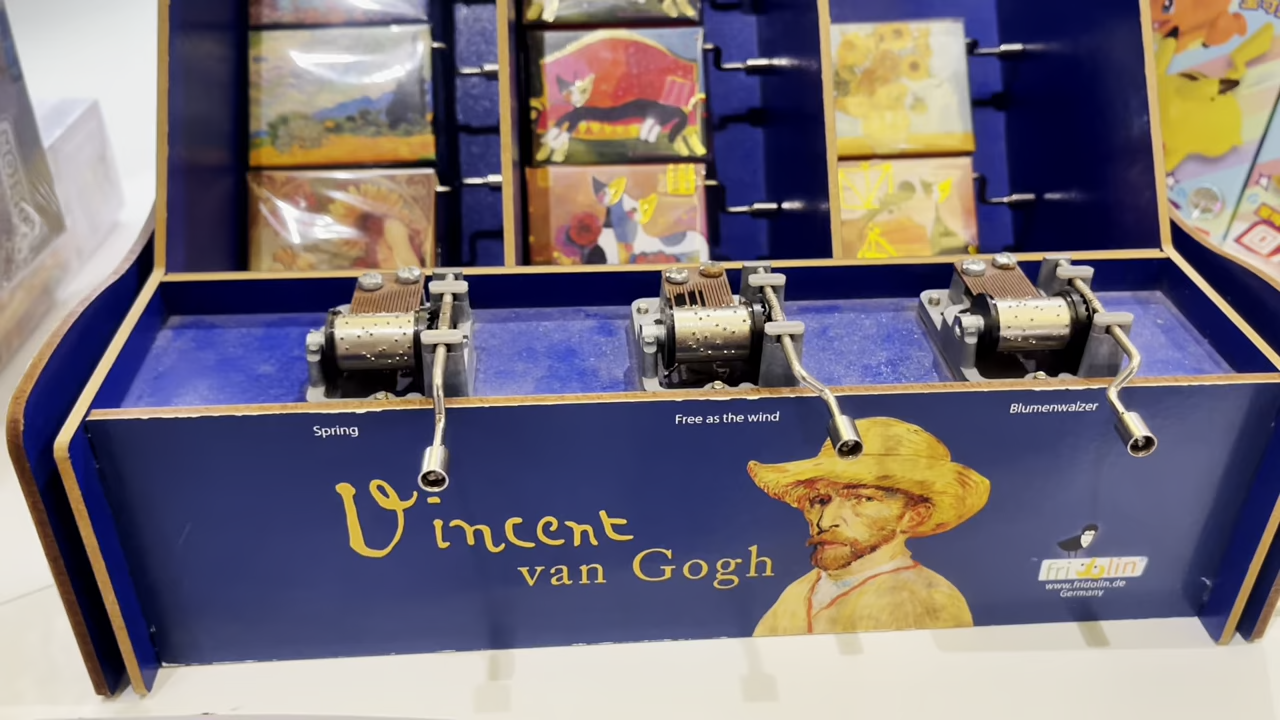 Spring
Free as the wind
Blumenwalzer
Vincent
van Gogh
fridolin
www.fridolin.de
Germany